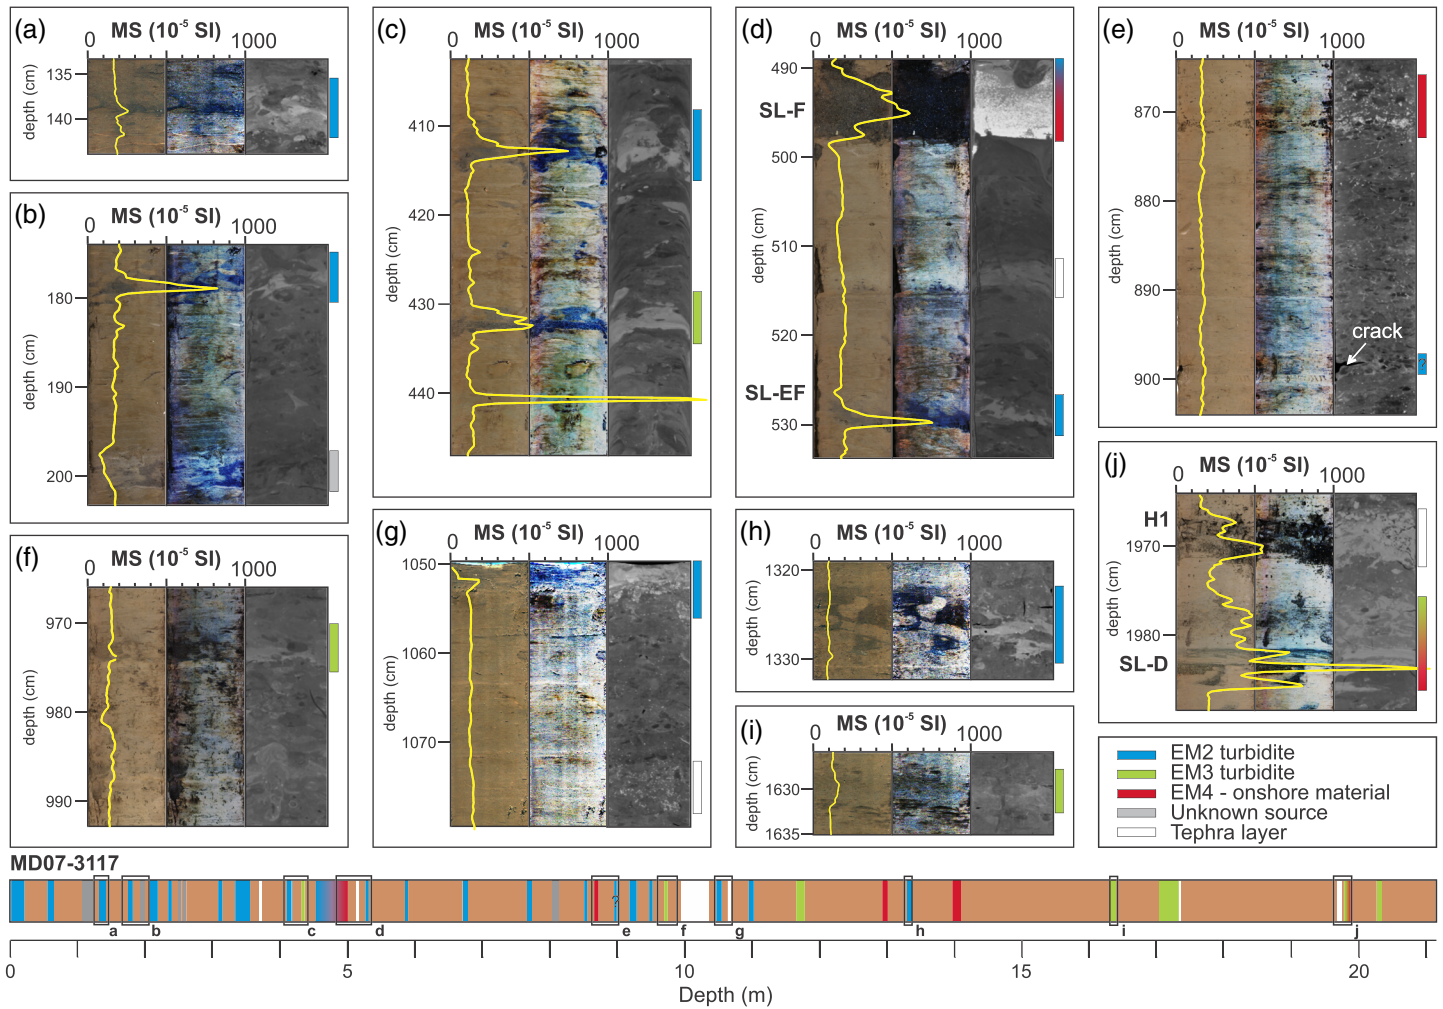 (a)
MS (10⁻⁵ SI)
0
1000
135
140
depth (cm)
(b)
MS (10⁻⁵ SI)
0
1000
180
190
200
depth (cm)
(c)
MS (10⁻⁵ SI)
0
1000
410
420
430
440
depth (cm)
(d)
MS (10⁻⁵ SI)
0
1000
490
SL-F
500
510
520
SL-EF
530
depth (cm)
(e)
MS (10⁻⁵ SI)
0
1000
870
880
890
900
depth (cm)
crack
?
(f)
MS (10⁻⁵ SI)
0
1000
970
980
990
depth (cm)
(g)
MS (10⁻⁵ SI)
0
1000
1050
1060
1070
depth (cm)
(h)
MS (10⁻⁵ SI)
0
1000
1320
1330
depth (cm)
(i)
MS (10⁻⁵ SI)
0
1000
1630
1635
depth (cm)
(j)
MS (10⁻⁵ SI)
0
1000
H1
1970
1980
SL-D
depth (cm)
EM2 turbidite
EM3 turbidite
EM4 - onshore material
Unknown source
Tephra layer
MD07-3117
?
a b c d e f g h i j
0 5 10 15 20
Depth (m)